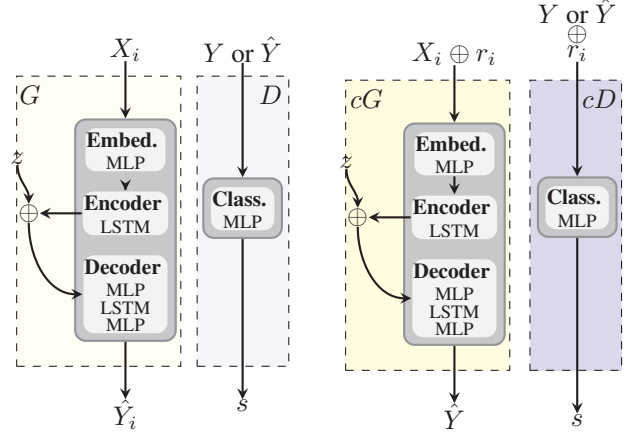 X_i
Y or Ŷ
G
D
z
Embed.
MLP
Encoder
LSTM
⊕
Decoder
MLP
LSTM
MLP
Class.
MLP
Ŷ_i
s
X_i ⊕ r_i
Y or Ŷ
⊕
r_i
cG
cD
z
Embed.
MLP
Encoder
LSTM
⊕
Decoder
MLP
LSTM
MLP
Class.
MLP
Ŷ
s